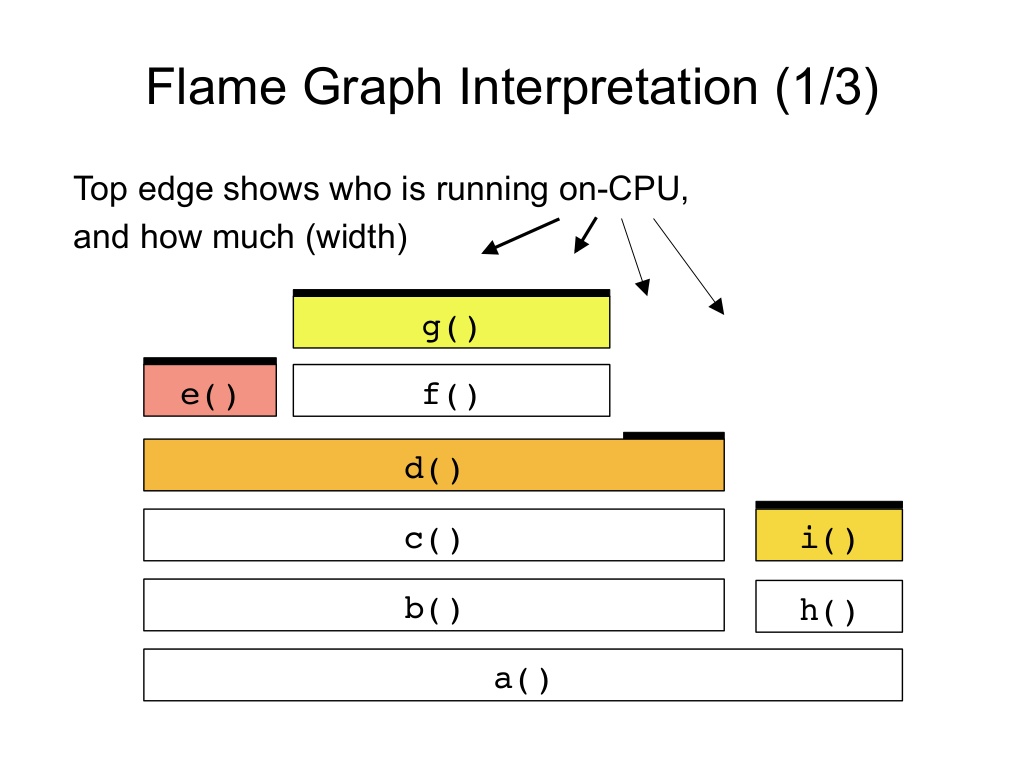 Flame Graph Interpretation (1/3)
Top edge shows who is running on-CPU,
and how much (width)
g()
e()
f()
d()
c()
i()
b()
h()
a()